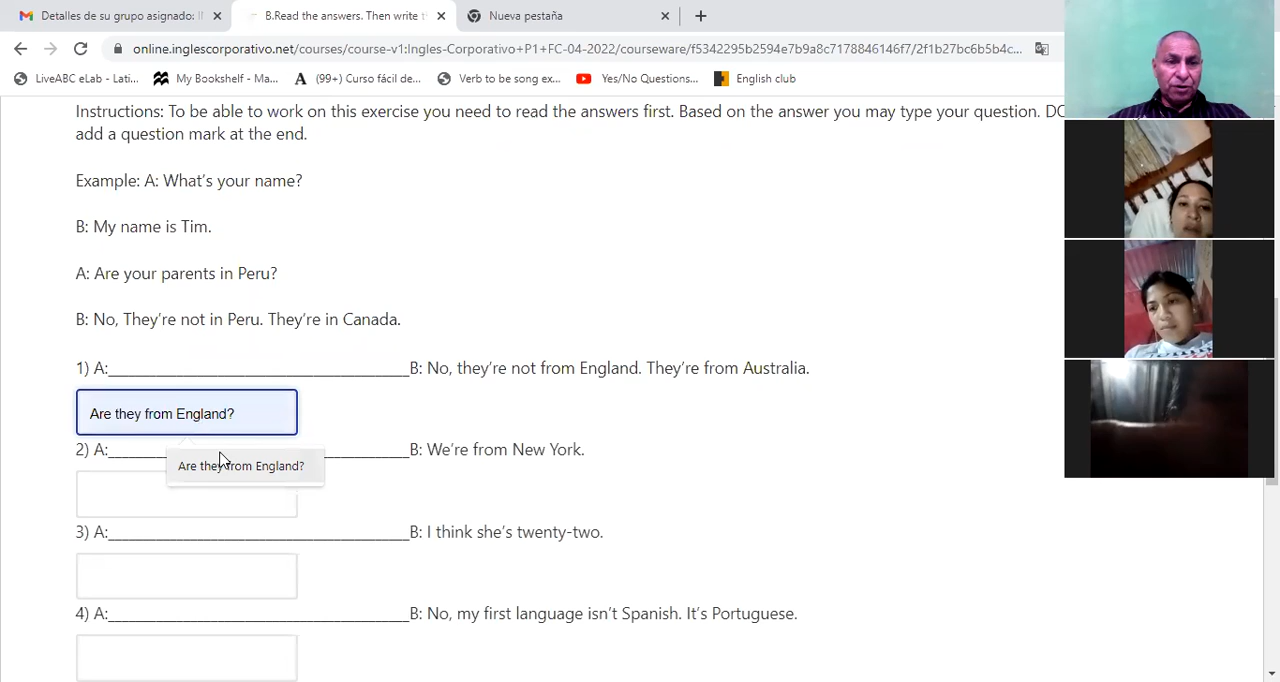 Detalles de su grupo asignado: I
B.Read the answers. Then write t
Nueva pestaña
online.inglescorporativo.net/courses/course-v1:Ingles-Corporativo+P1+FC-04-2022/courseware/f5342295b2594e7b9a8c7178846146f7/2f1b27bc6b5b4c...
LiveABC eLab - Lati...
My Bookshelf - Ma...
(99+) Curso fácil de...
Verb to be song ex...
Yes/No Questions...
English club
Instructions: To be able to work on this exercise you need to read the answers first. Based on the answer you may type your question. DO
add a question mark at the end.
Example: A: What's your name?
B: My name is Tim.
A: Are your parents in Peru?
B: No, They're not in Peru. They're in Canada.
1) A:__________________________________B: No, they're not from England. They're from Australia.
Are they from England?
2) A:__________________________________B: We're from New York.
Are they from England?
3) A:__________________________________B: I think she's twenty-two.
4) A:__________________________________B: No, my first language isn't Spanish. It's Portuguese.